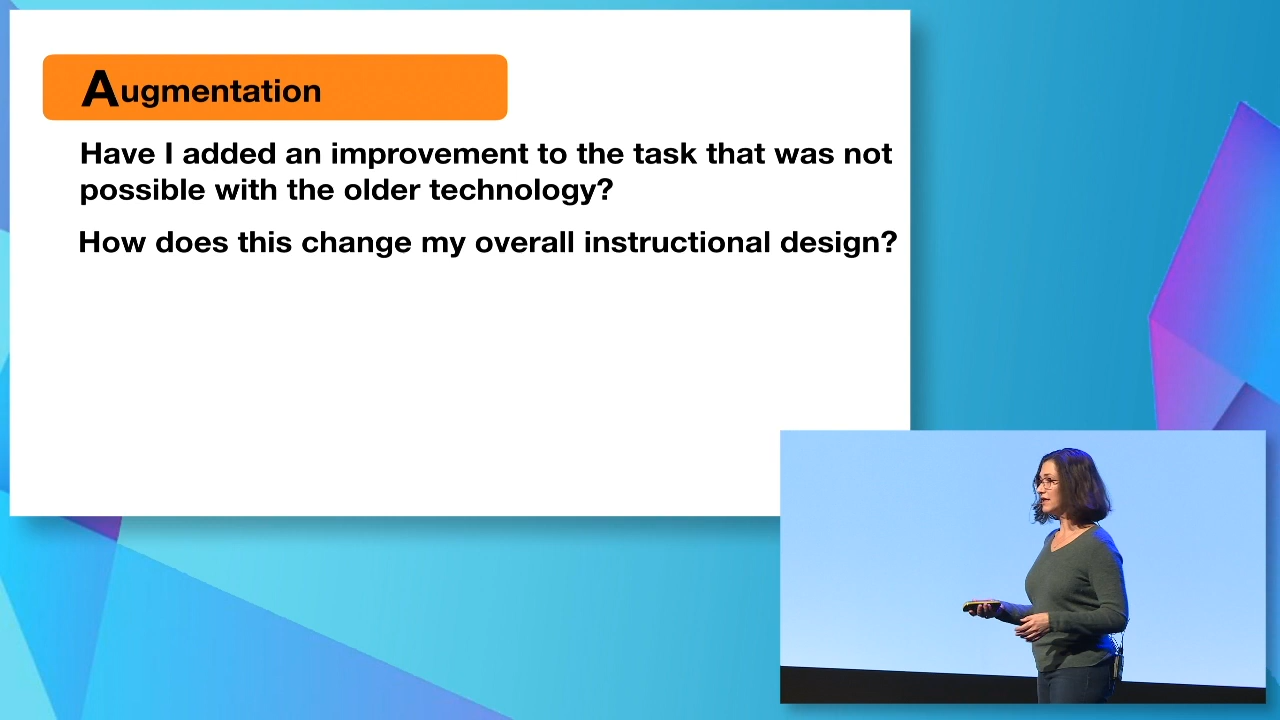 Augmentation
Have I added an improvement to the task that was not
possible with the older technology?
How does this change my overall instructional design?